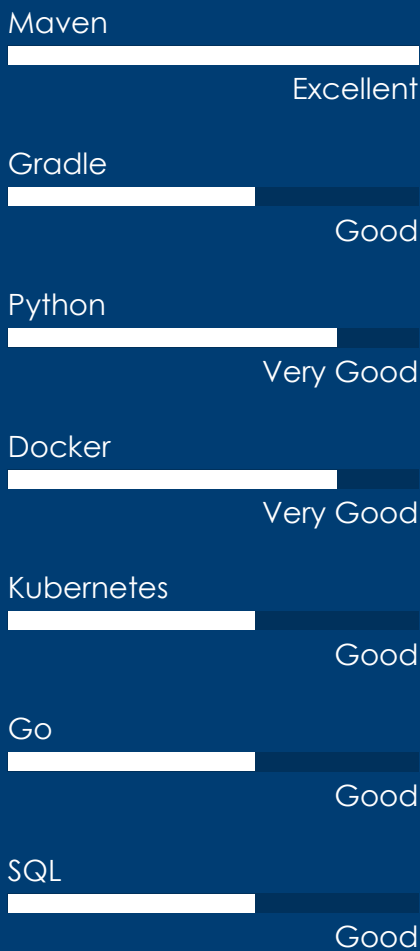 Maven
Excellent
Gradle
Good
Python
Very Good
Docker
Very Good
Kubernetes
Good
Go
Good
SQL
Good